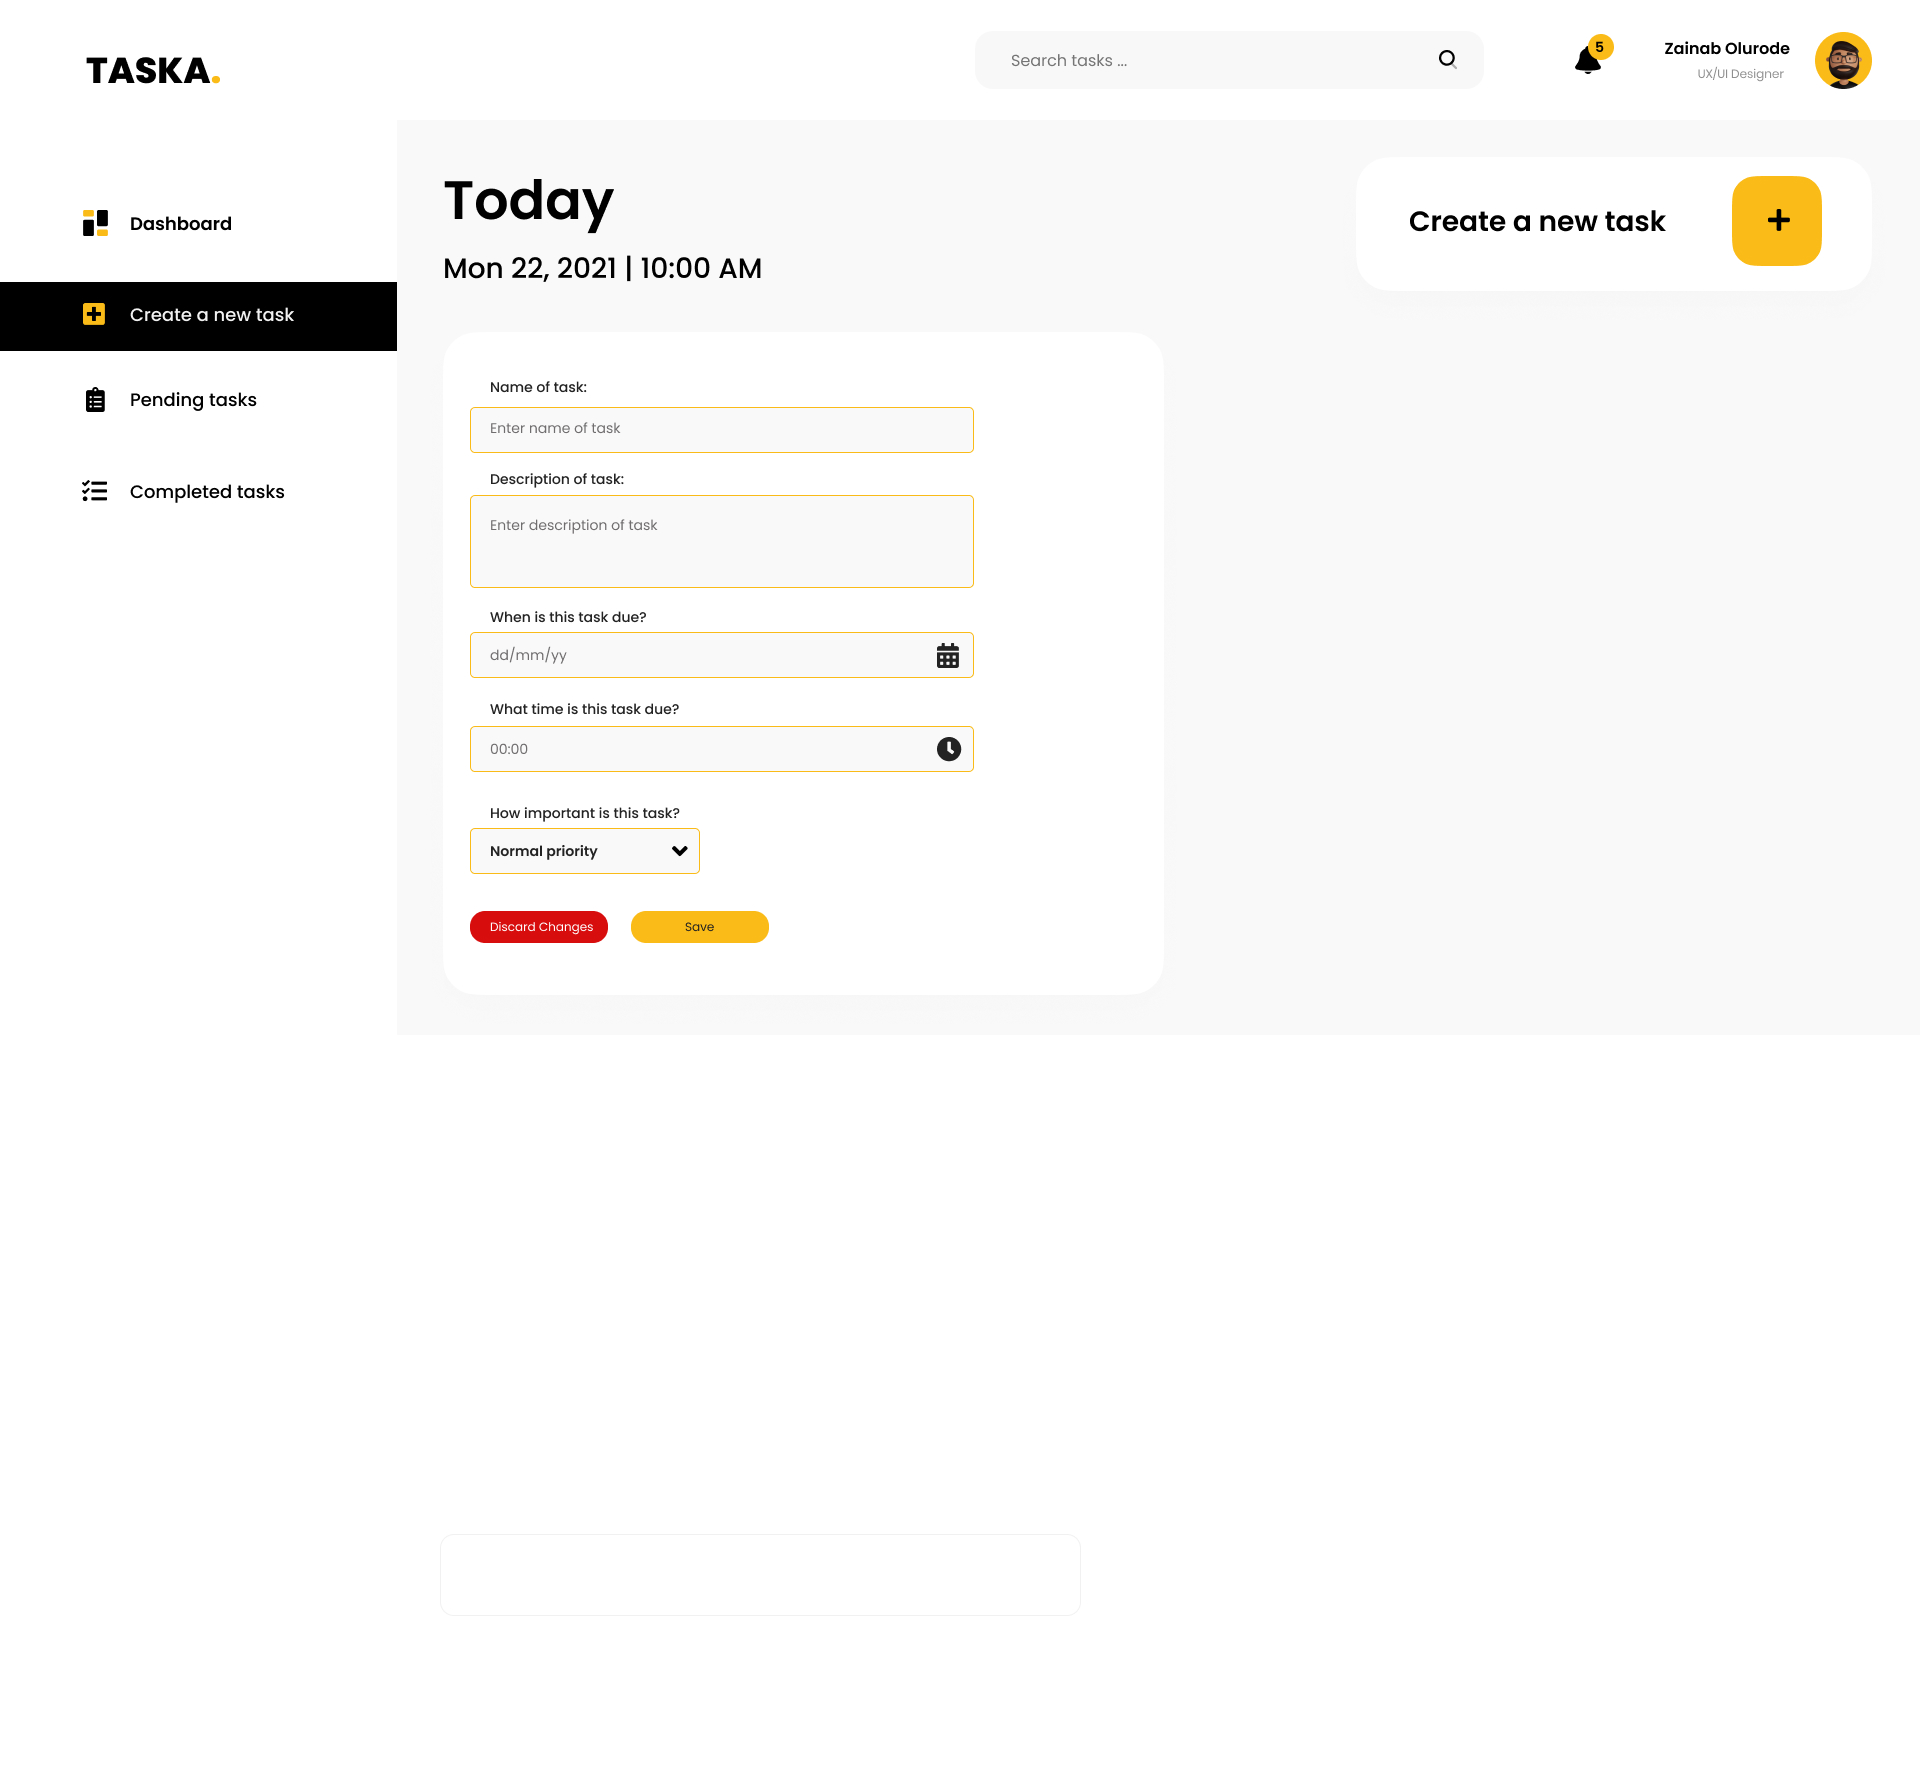 TASKA.
Search tasks ...
5
Zainab Olurode
UX/UI Designer
Dashboard
Create a new task
Pending tasks
Completed tasks
Today
Mon 22, 2021 | 10:00 AM
Create a new task
Name of task:
Enter name of task
Description of task:
Enter description of task
When is this task due?
dd/mm/yy
What time is this task due?
00:00
How important is this task?
Normal priority
Discard Changes
Save